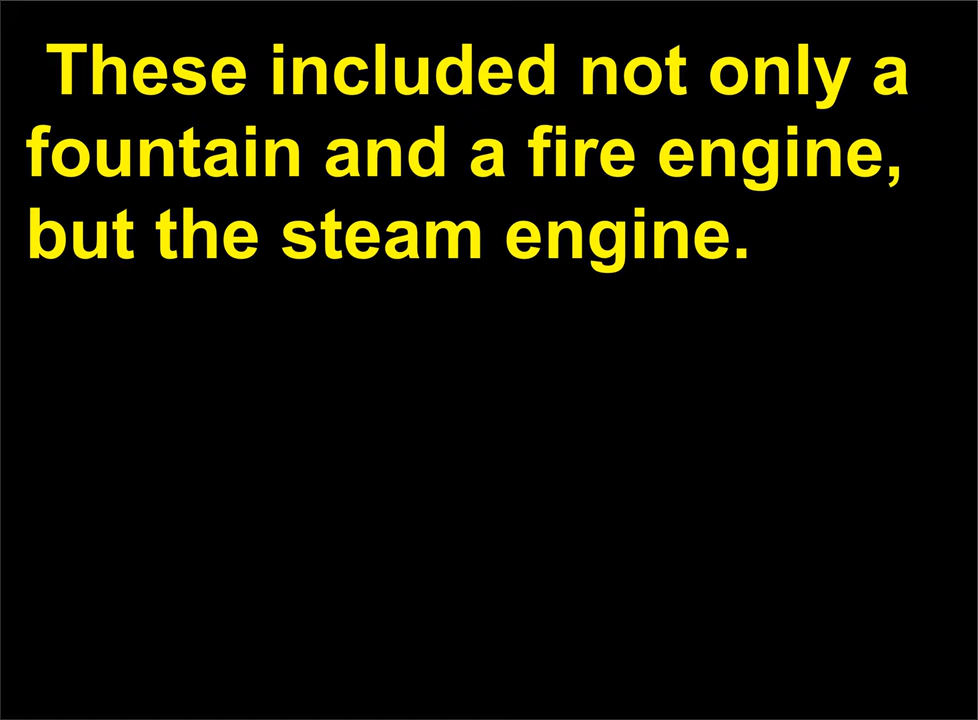 These included not only a
fountain and a fire engine,
but the steam engine.